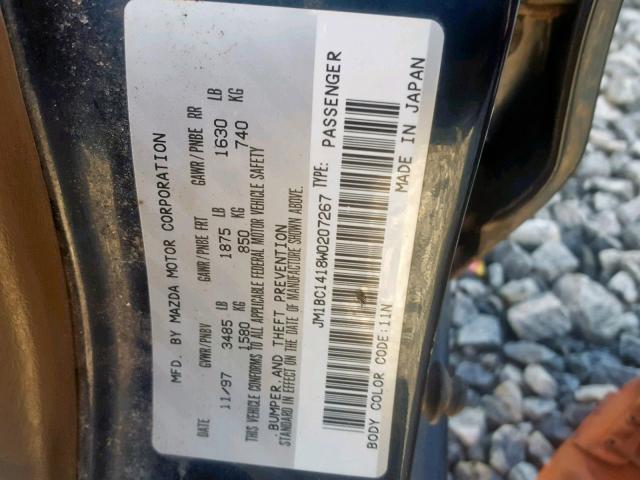 MFD. BY MAZDA MOTOR CORPORATION
DATE GVWR/PNBV GAWR/PNBE FRT GAWR/PNBE RR
11/97 3485 LB 1875 LB 1630 LB
1580 KG 850 KG 740 KG
THIS VEHICLE CONFORMS TO ALL APPLICABLE FEDERAL MOTOR VEHICLE SAFETY
, BUMPER, AND THEFT PREVENTION
STANDARD IN EFFECT ON THE DATE OF MANUFACTURE SHOWN ABOVE.
JM1BC1418W0207267 TYPE: PASSENGER
BODY COLOR CODE:11N MADE IN JAPAN